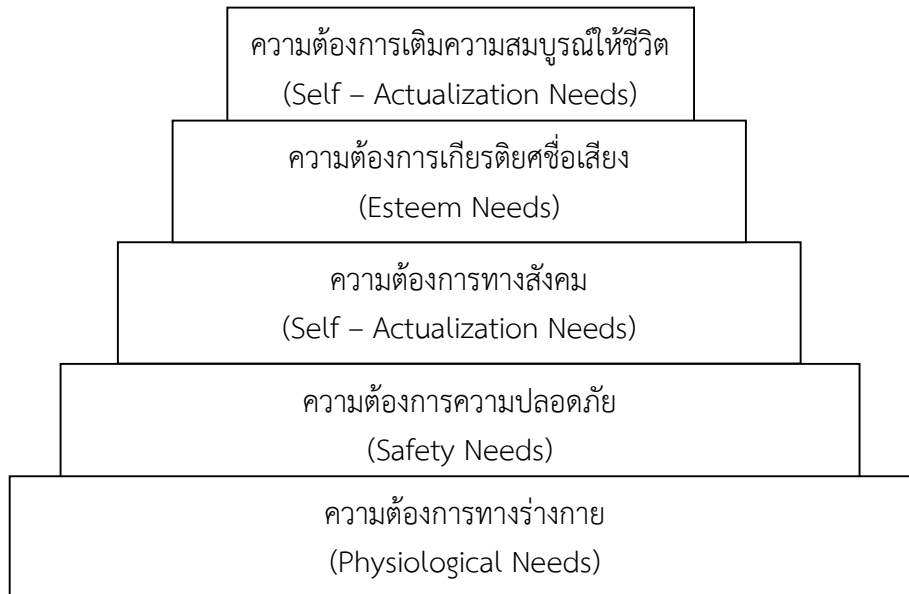 ความต้องการเติมความสมบูรณ์ให้ชีวิต
(Self – Actualization Needs)
ความต้องการเกียรติยศชื่อเสียง
(Esteem Needs)
ความต้องการทางสังคม
(Self – Actualization Needs)
ความต้องการความปลอดภัย
(Safety Needs)
ความต้องการทางร่างกาย
(Physiological Needs)